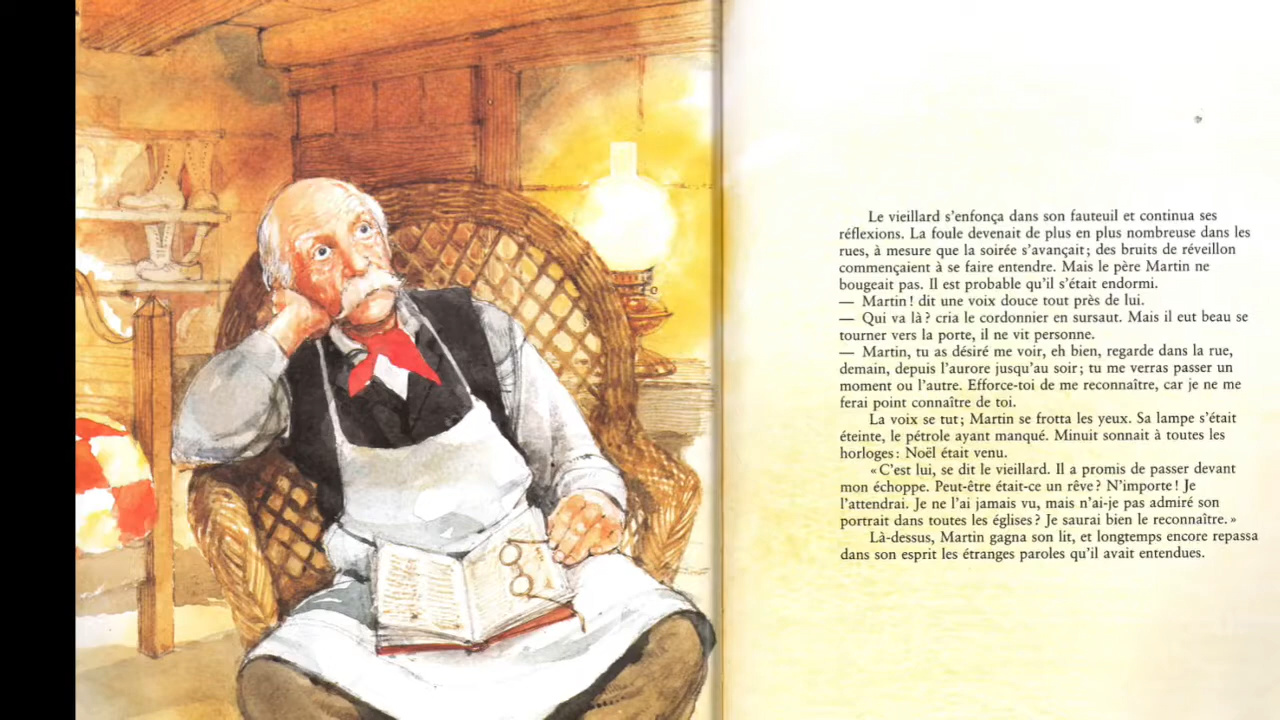 Le vieillard s'enfonça dans son fauteuil et continua ses
réflexions. La foule devenait de plus en plus nombreuse dans les
rues, à mesure que la soirée s'avançait ; des bruits de réveillon
commençaient à se faire entendre. Mais le père Martin ne
bougeait pas. Il est probable qu'il s'était endormi.
— Martin ! dit une voix douce tout près de lui.
— Qui va là ? cria le cordonnier en sursaut. Mais il eut beau se
tourner vers la porte, il ne vit personne.
— Martin, tu as désiré me voir, eh bien, regarde dans la rue,
demain, depuis l'aurore jusqu'au soir ; tu me verras passer un
moment ou l'autre. Efforce-toi de me reconnaître, car je ne me
ferai point connaître de toi.
La voix se tut ; Martin se frotta les yeux. Sa lampe s'était
éteinte, le pétrole ayant manqué. Minuit sonnait à toutes les
horloges : Noël était venu.
« C'est lui, se dit le vieillard. Il a promis de passer devant
mon échoppe. Peut-être était-ce un rêve ? N'importe ! Je
l'attendrai. Je ne l'ai jamais vu, mais n'ai-je pas admiré son
portrait dans toutes les églises ? Je saurai bien le reconnaître. »
Là-dessus, Martin gagna son lit, et longtemps encore repassa
dans son esprit les étranges paroles qu'il avait entendues.